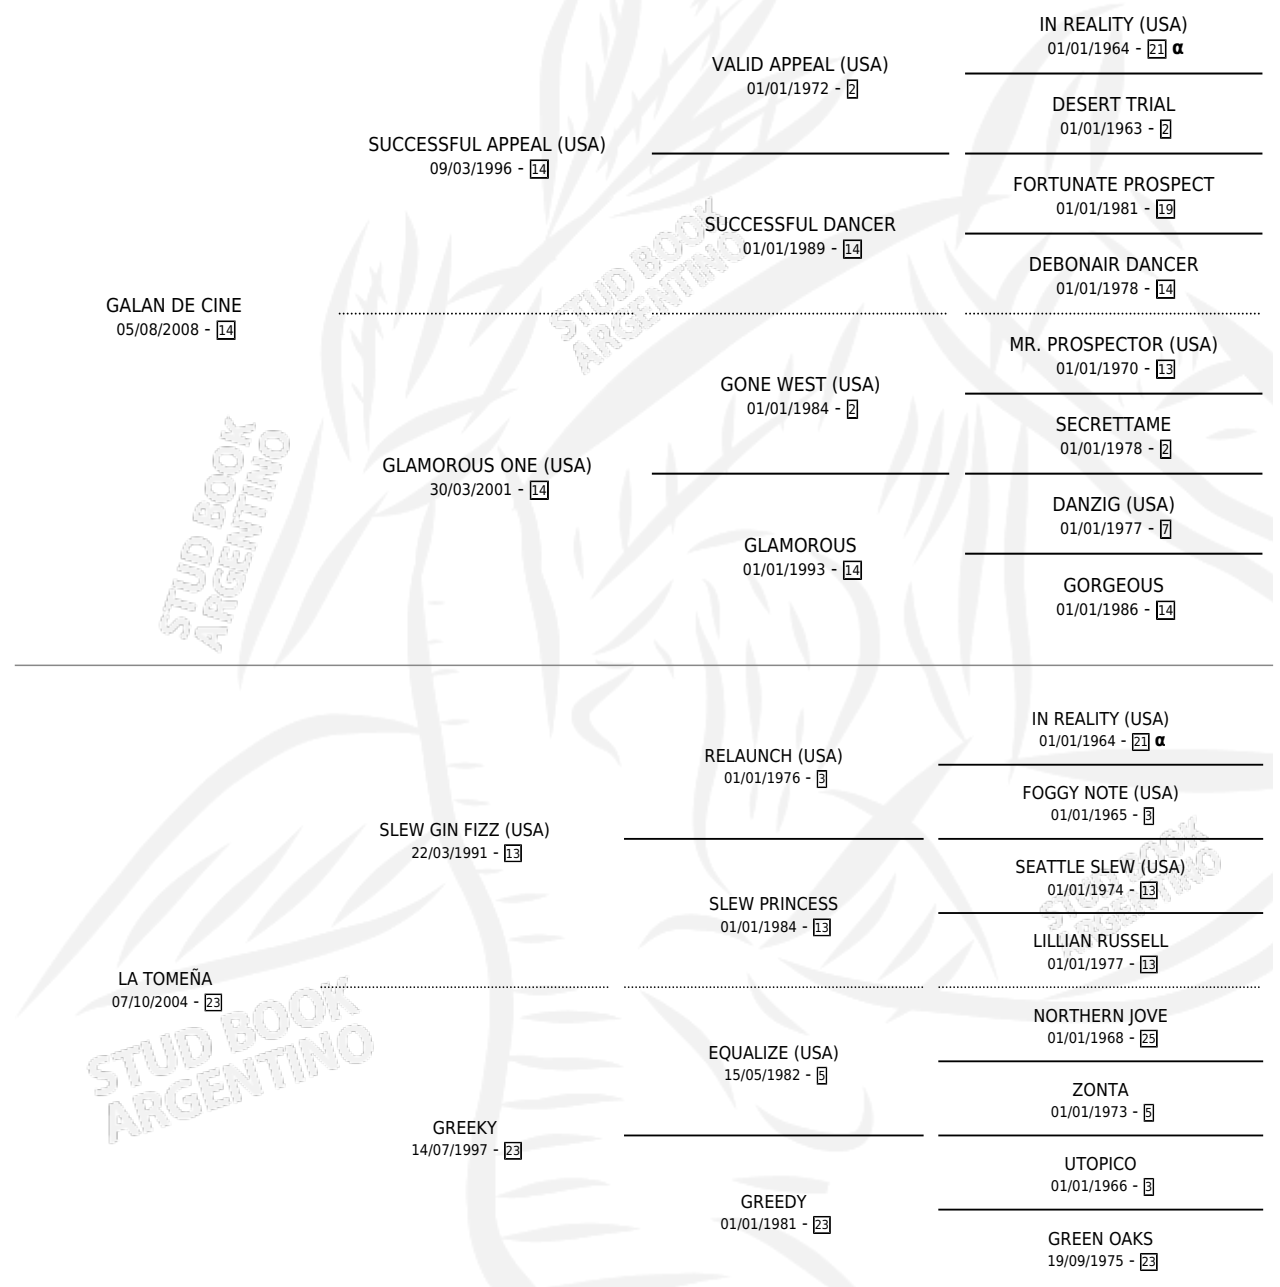 GALAN DE CINE
05/08/2008 - 14
SUCCESSFUL APPEAL (USA)
09/03/1996 - 14
GLAMOROUS ONE (USA)
30/03/2001 - 14
VALID APPEAL (USA)
01/01/1972 - 2
SUCCESSFUL DANCER
01/01/1989 - 14
GONE WEST (USA)
01/01/1984 - 2
GLAMOROUS
01/01/1993 - 14
IN REALITY (USA)
01/01/1964 - 21 α
DESERT TRIAL
01/01/1963 - 2
FORTUNATE PROSPECT
01/01/1981 - 19
DEBONAIR DANCER
01/01/1978 - 14
MR. PROSPECTOR (USA)
01/01/1970 - 13
SECRETTAME
01/01/1978 - 2
DANZIG (USA)
01/01/1977 - 7
GORGEOUS
01/01/1986 - 14
STUD BOOK
ARGENTINO
STUD BOOK
ARGENTINO
LA TOMEÑA
07/10/2004 - 23
SLEW GIN FIZZ (USA)
22/03/1991 - 13
GREEKY
14/07/1997 - 23
RELAUNCH (USA)
01/01/1976 - 3
SLEW PRINCESS
01/01/1984 - 13
EQUALIZE (USA)
15/05/1982 - 5
GREEDY
01/01/1981 - 23
IN REALITY (USA)
01/01/1964 - 21 α
FOGGY NOTE (USA)
01/01/1965 - 3
SEATTLE SLEW (USA)
01/01/1974 - 13
LILLIAN RUSSELL
01/01/1977 - 13
NORTHERN JOVE
01/01/1968 - 25
ZONTA
01/01/1973 - 5
UTOPICO
01/01/1966 - 3
GREEN OAKS
19/09/1975 - 23
STUD BOOK
ARGENTINO
STUD BOOK
ARGENTINO